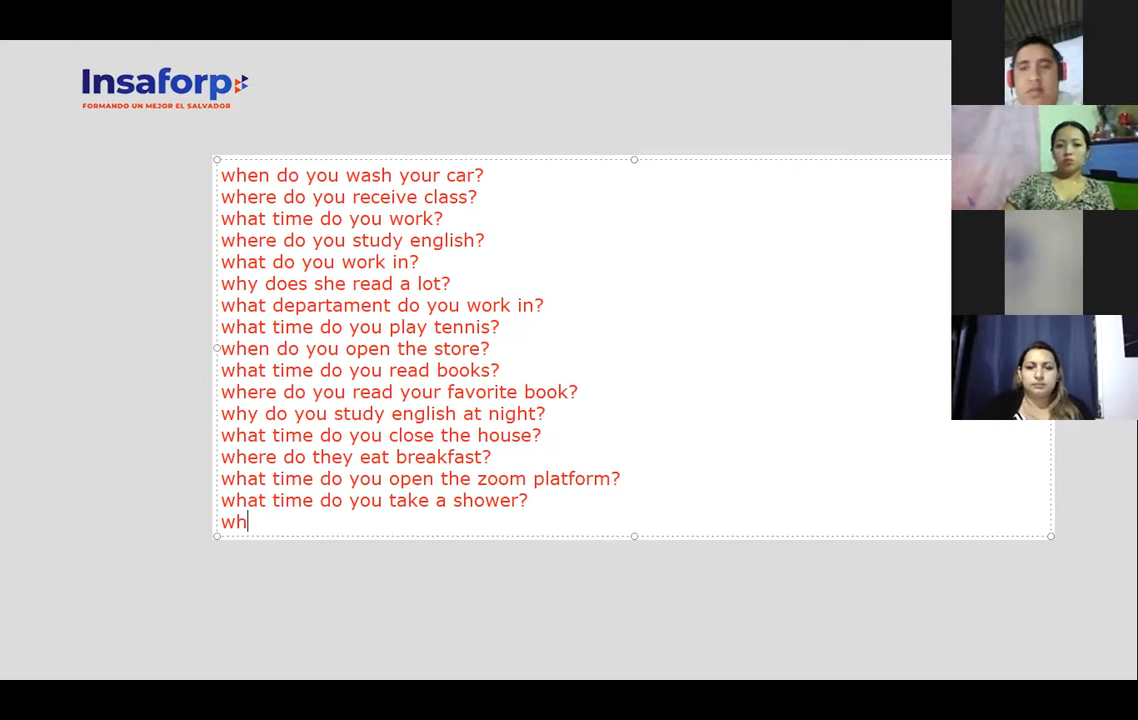 Insaforp
FORMANDO UN MEJOR EL SALVADOR
when do you wash your car?
where do you receive class?
what time do you work?
where do you study english?
what do you work in?
why does she read a lot?
what departament do you work in?
what time do you play tennis?
when do you open the store?
what time do you read books?
where do you read your favorite book?
why do you study english at night?
what time do you close the house?
where do they eat breakfast?
what time do you open the zoom platform?
what time do you take a shower?
wh